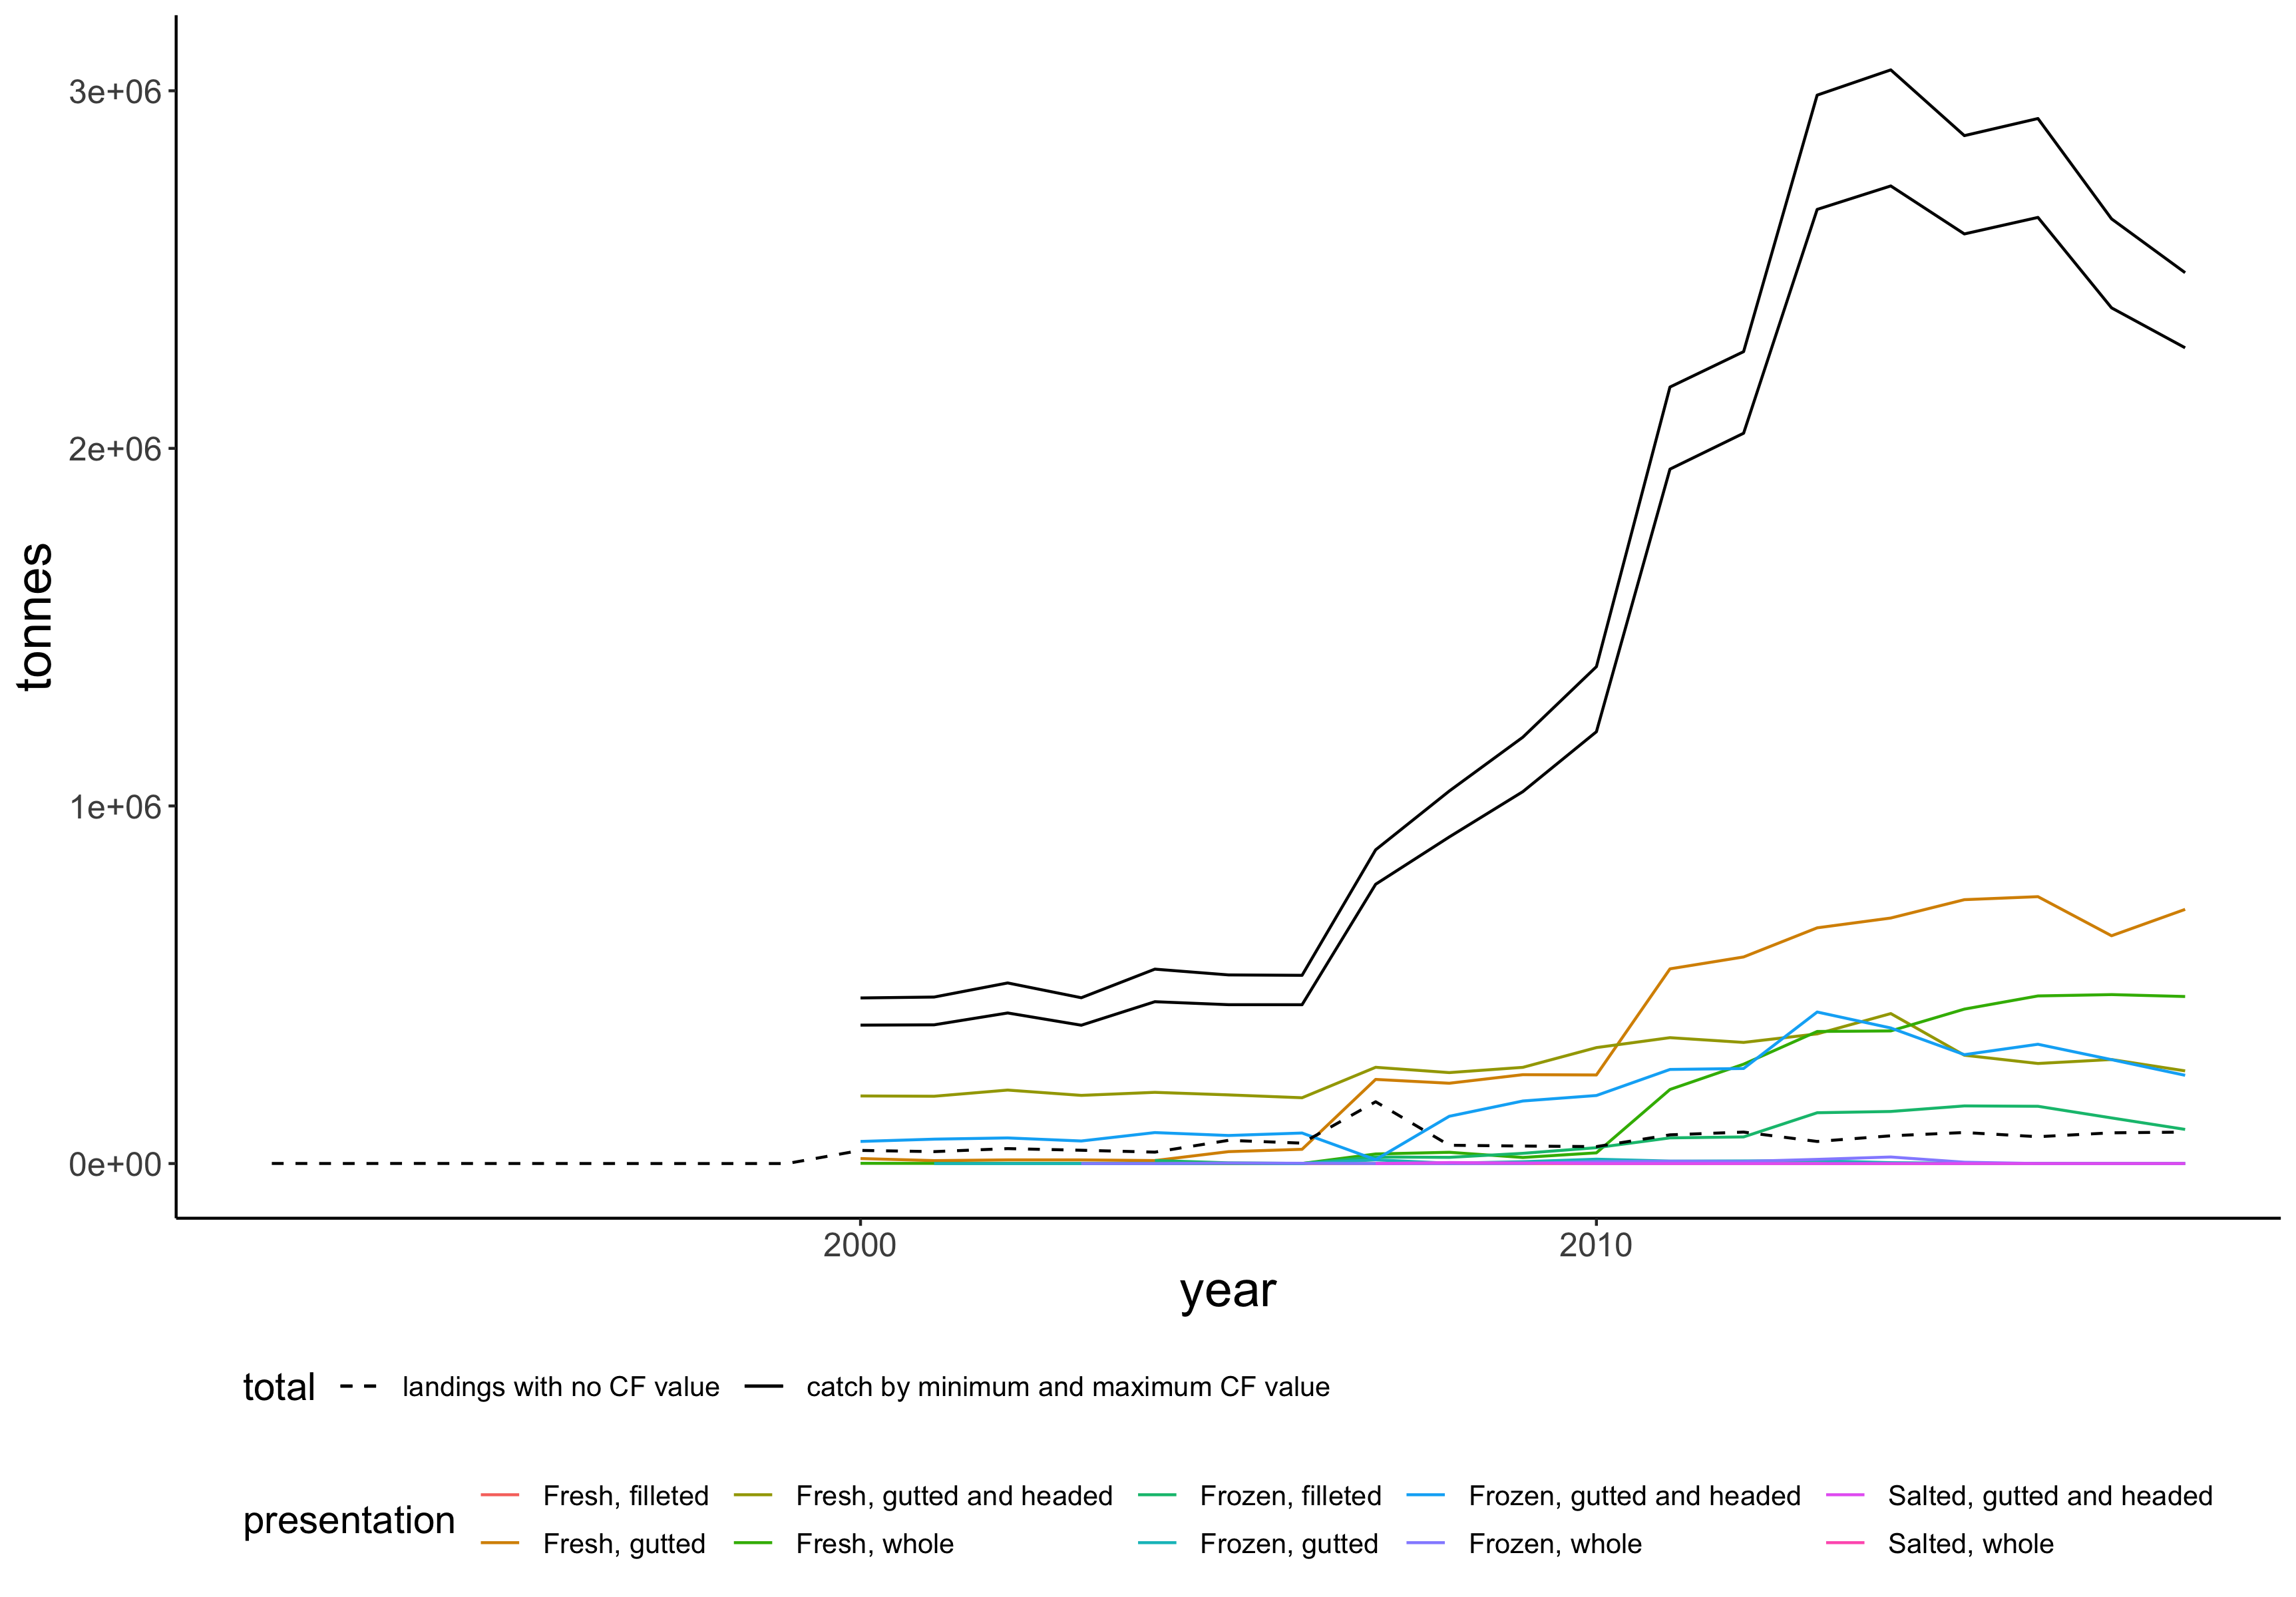 3e+06
2e+06
1e+06
0e+00
tonnes
2000 2010
year
total landings with no CF value catch by minimum and maximum CF value
presentation
Fresh, filleted Fresh, gutted and headed Frozen, filleted Frozen, gutted and headed Salted, gutted and headed
Fresh, gutted Fresh, whole Frozen, gutted Frozen, whole Salted, whole